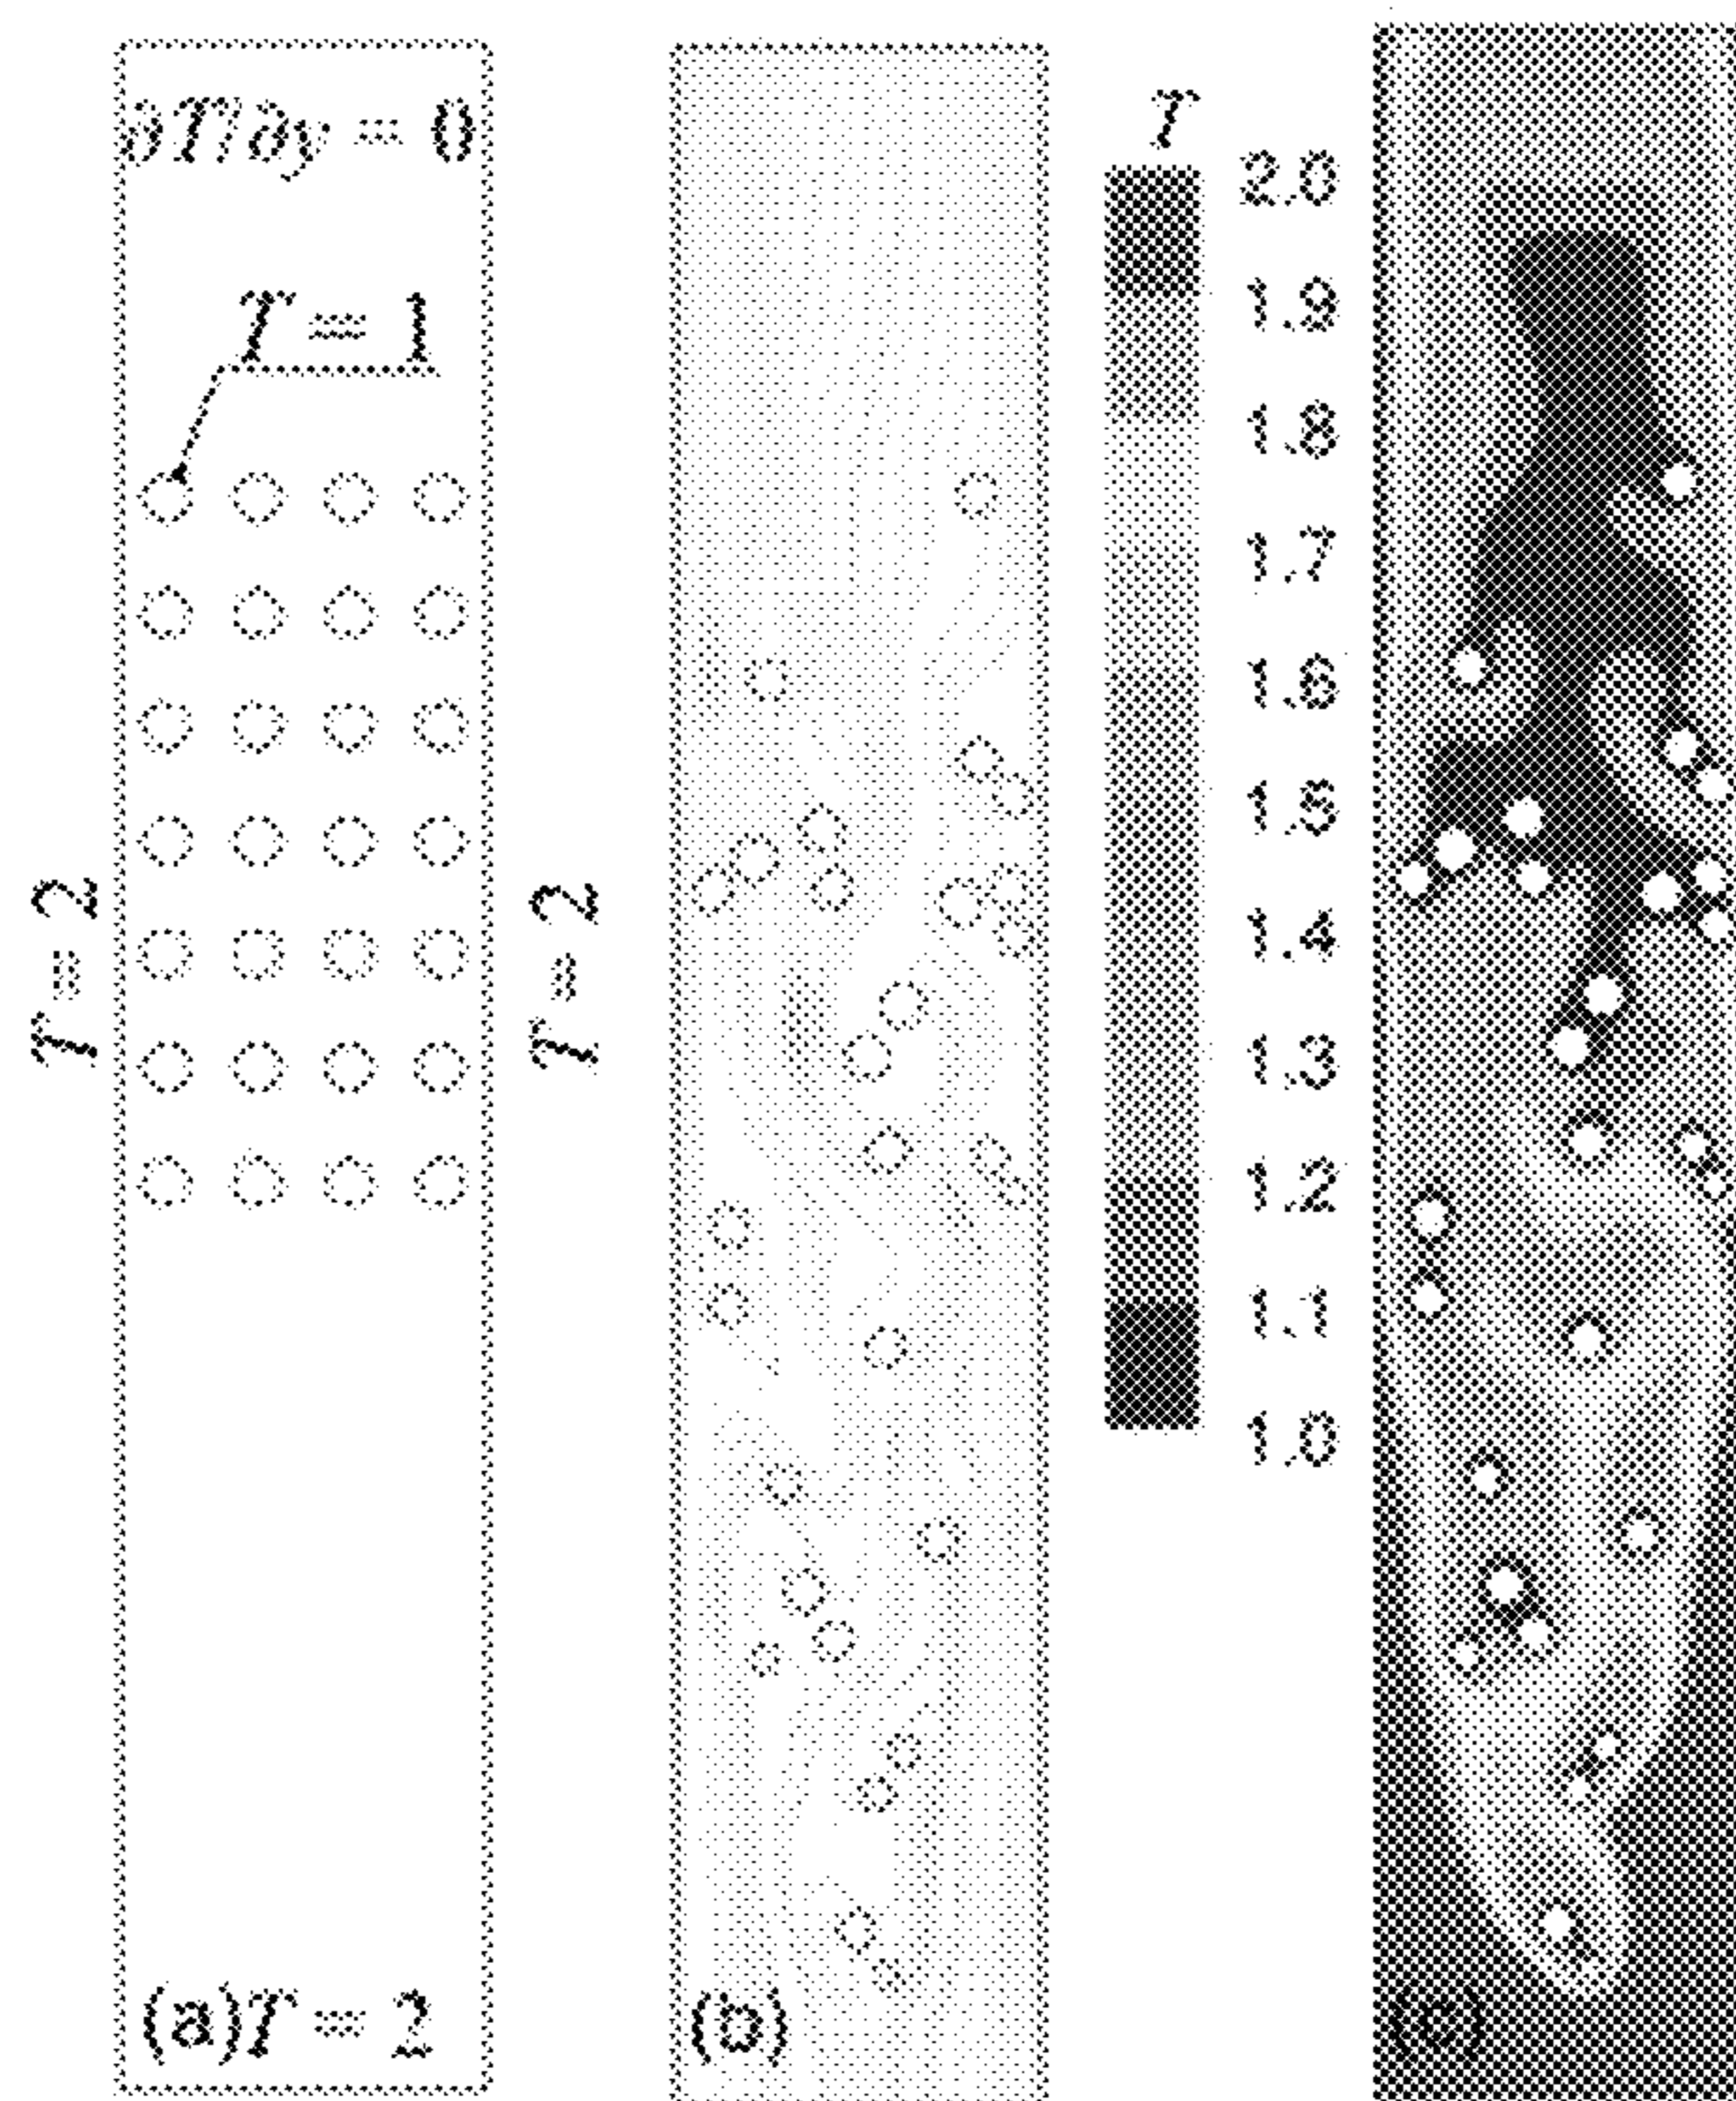 ∂T/∂y = 0
T = 1
T = 2
T = 2
(a)T = 2
(b)
T
2.0
1.9
1.8
1.7
1.6
1.5
1.4
1.3
1.2
1.1
1.0
(c)